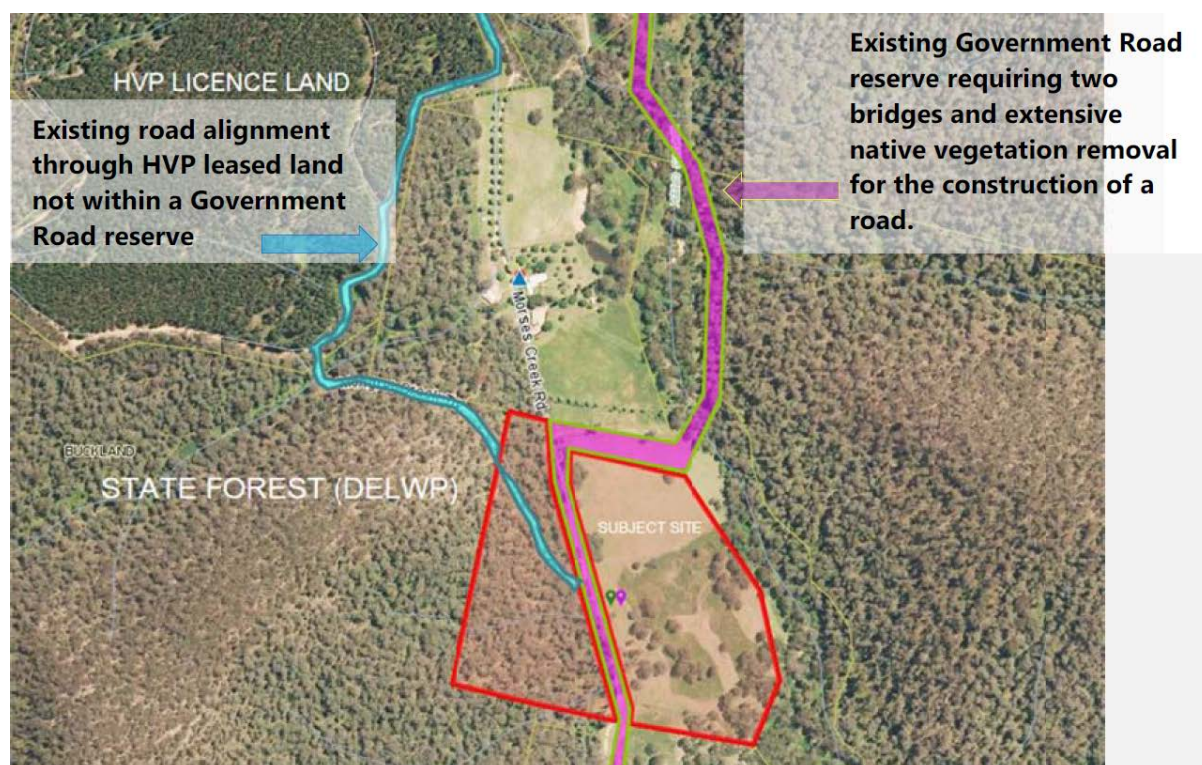 HVP LICENCE LAND
Existing road alignment
through HVP leased land
not within a Government
Road reserve
Existing Government Road
reserve requiring two
bridges and extensive
native vegetation removal
for the construction of a
road.
Morses Creek Rd
BUCKLAND
STATE FOREST (DELWP)
SUBJECT SITE